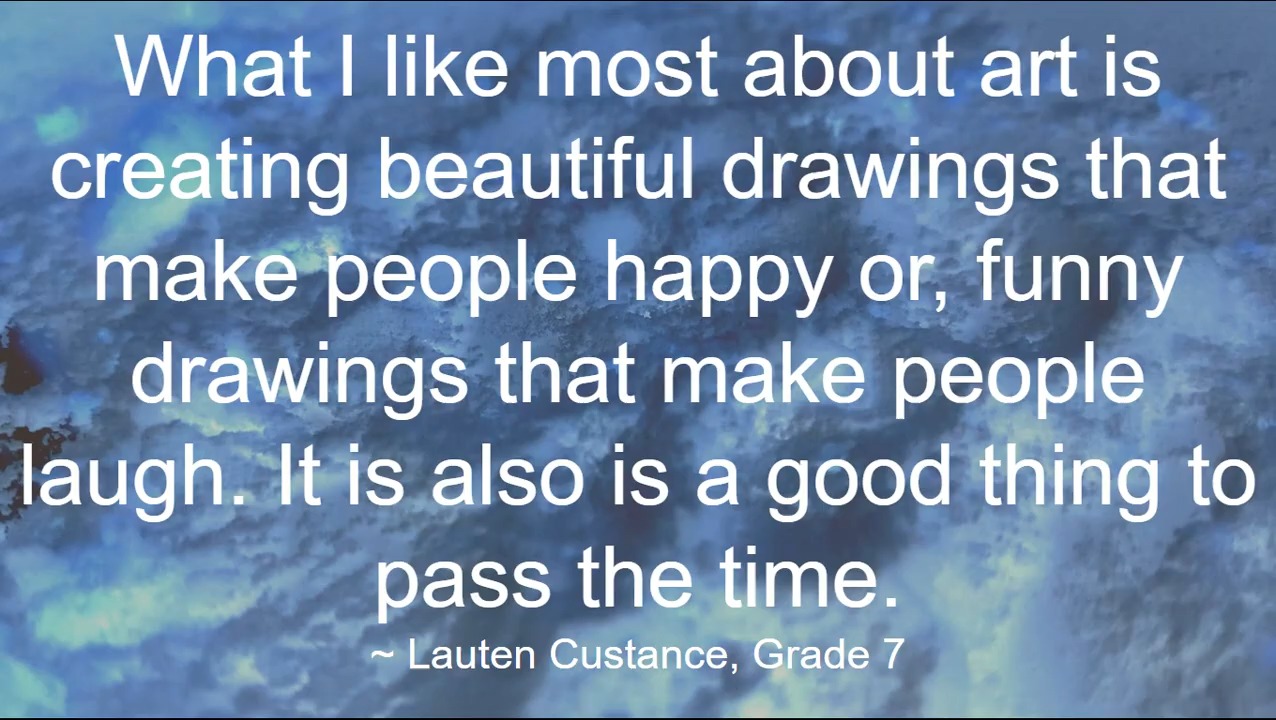 What I like most about art is
creating beautiful drawings that
make people happy or, funny
drawings that make people
laugh. It is also is a good thing to
pass the time.
~ Lauten Custance, Grade 7